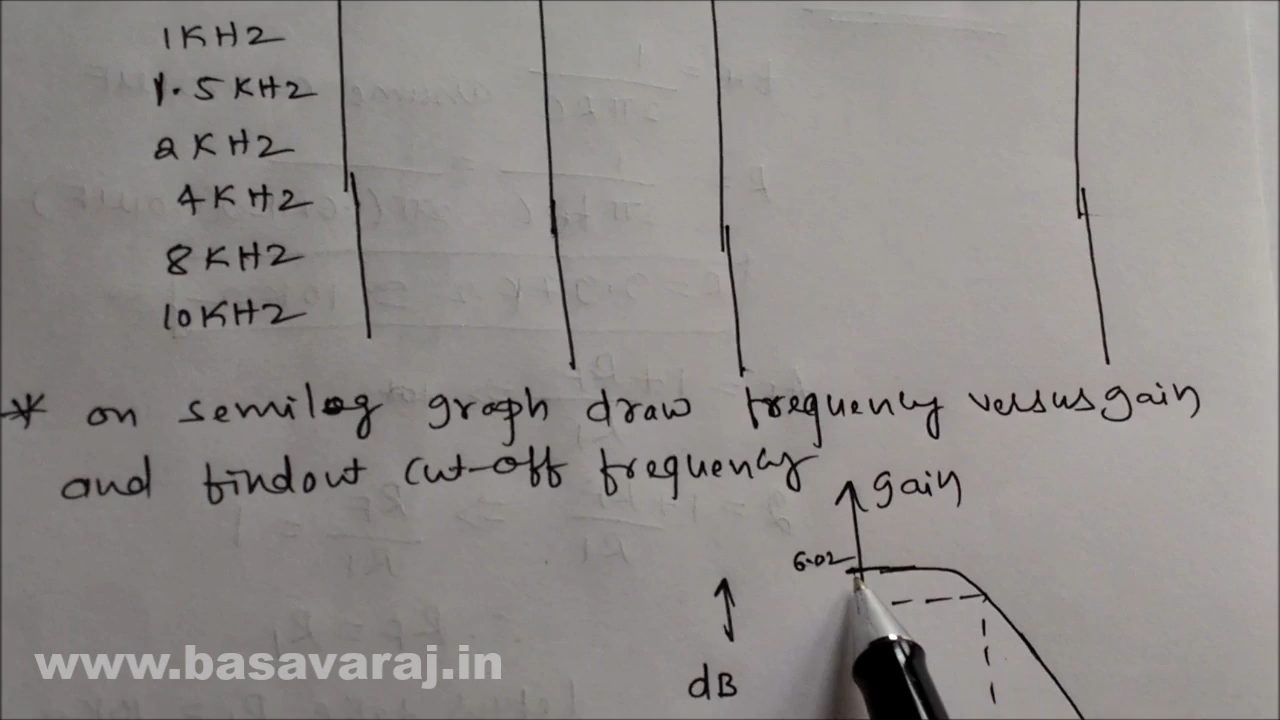 1KHZ
1.5KHZ
2KHZ
4KHZ
8KHZ
10KHZ
* on semilog graph draw frequency versus gain
and findout cut-off frequency
gain
6.02
dB
www.basavaraj.in